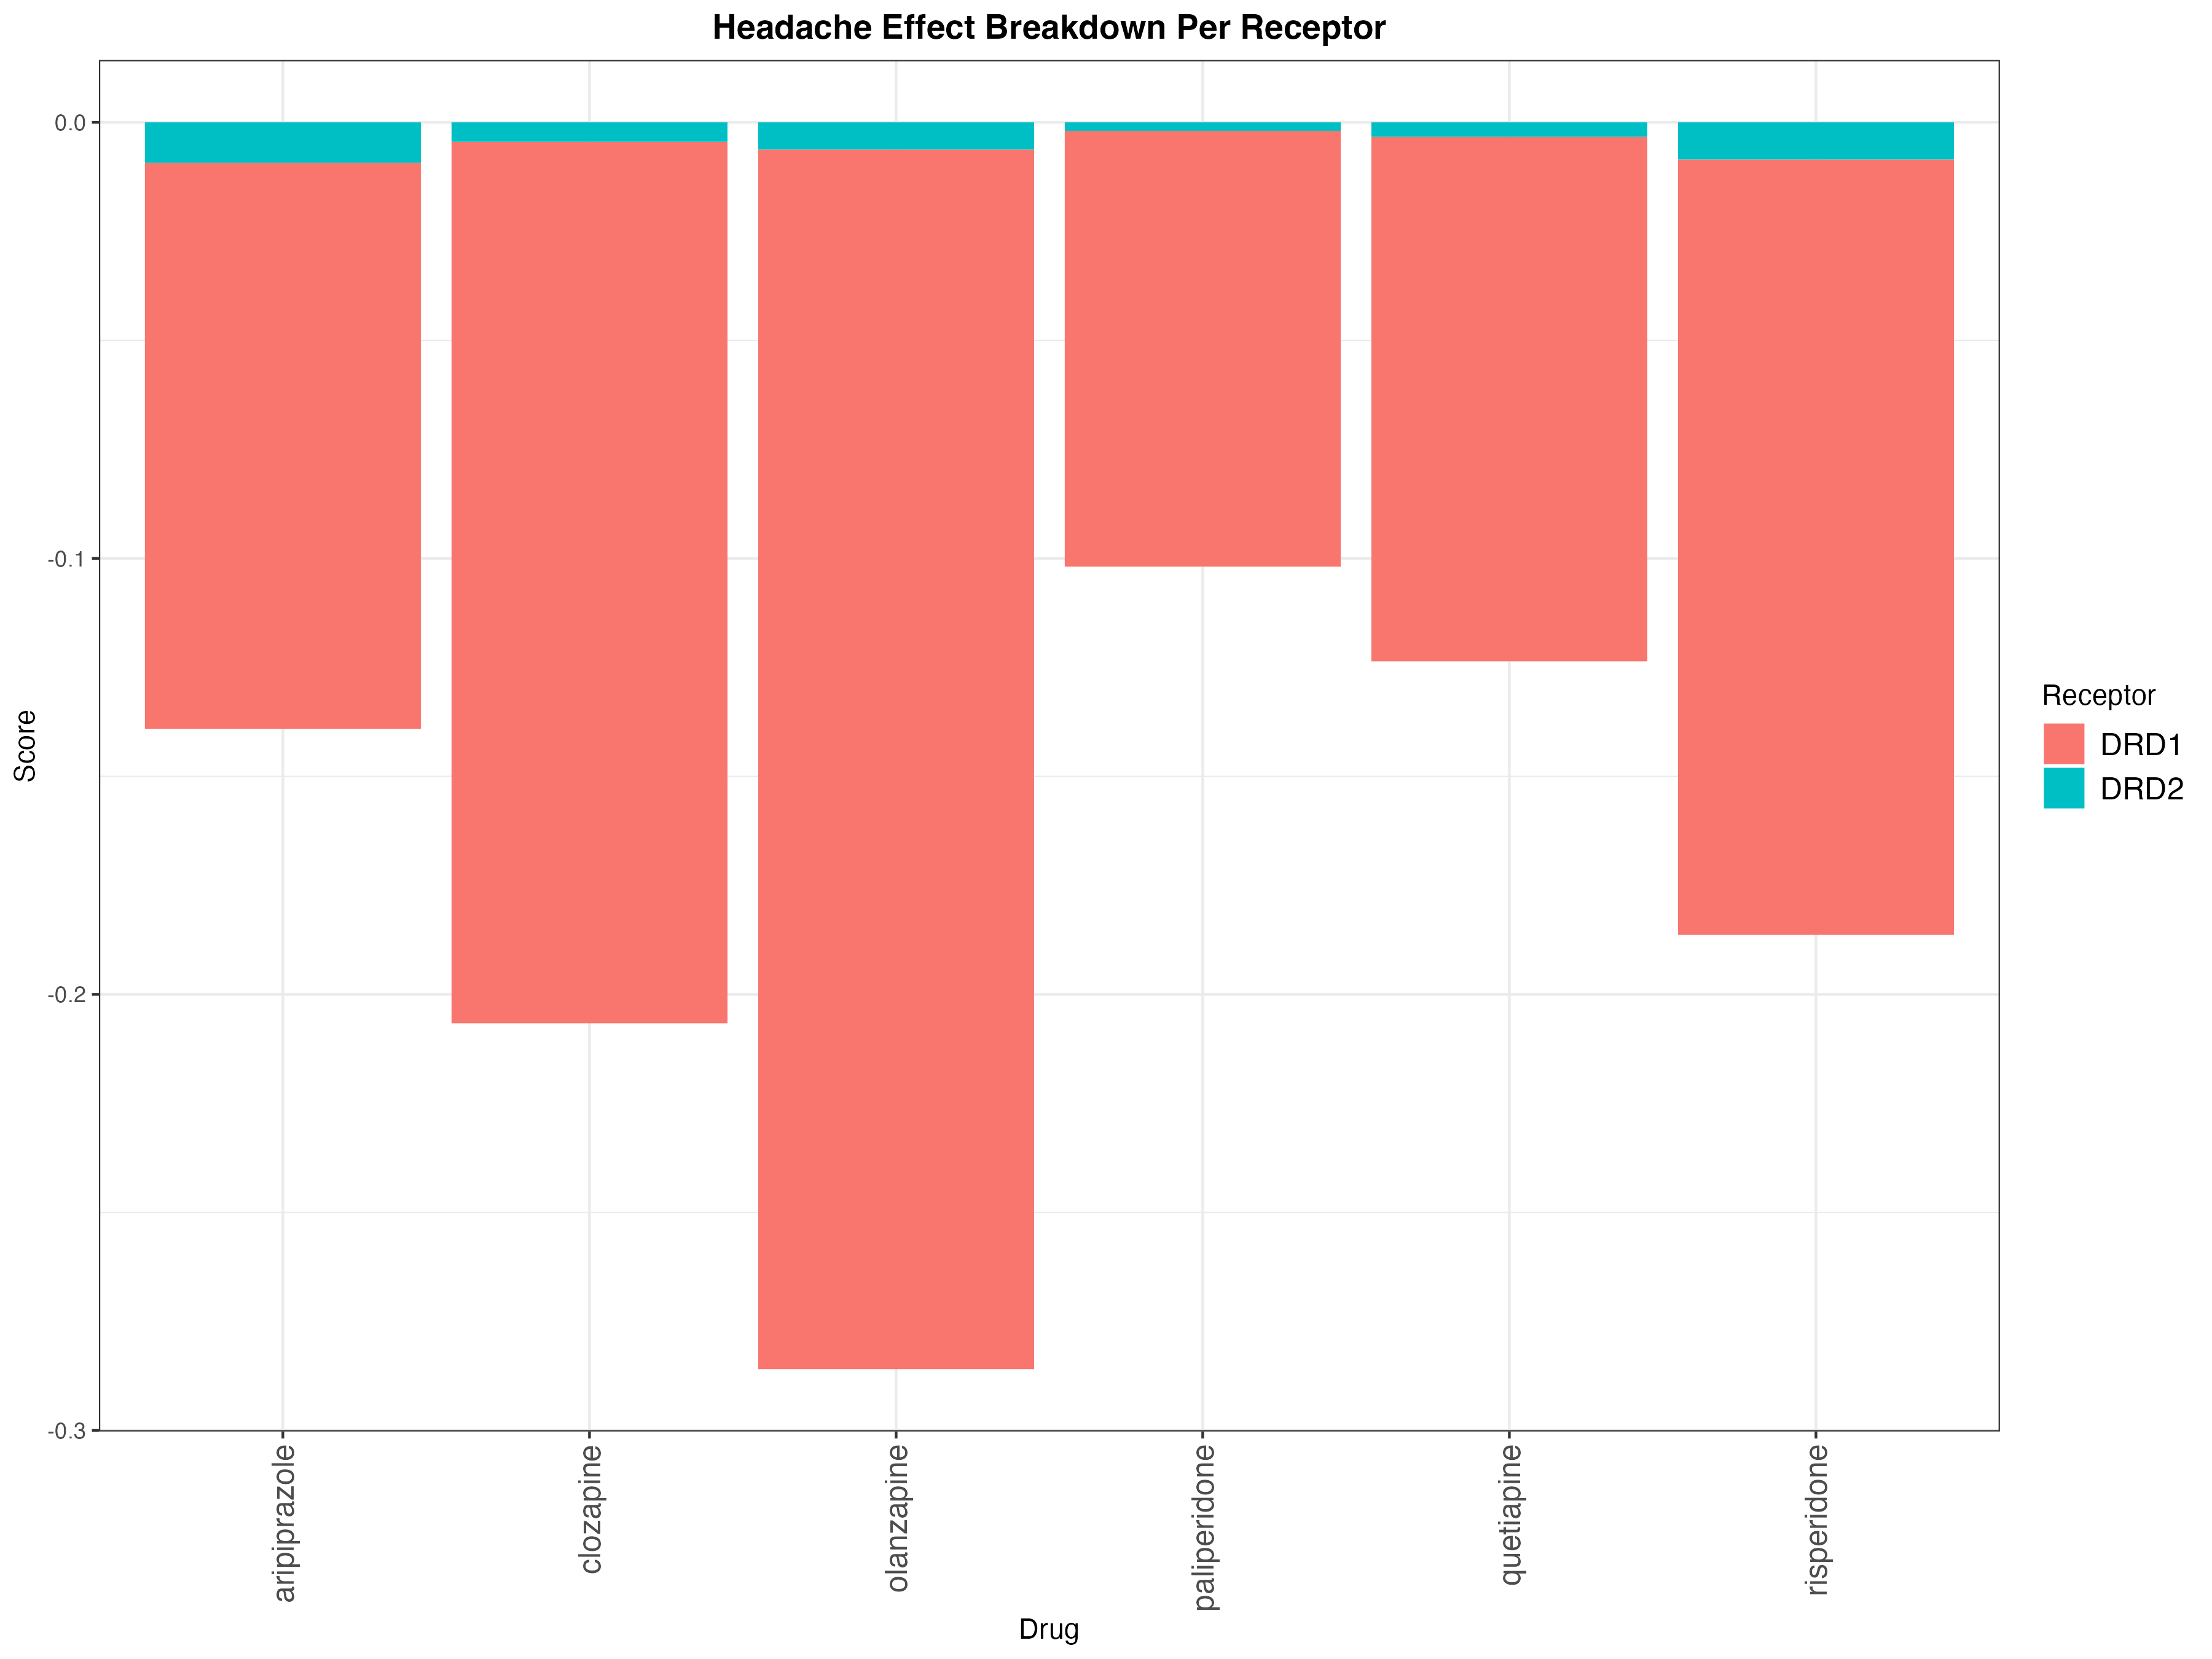 Headache Effect Breakdown Per Receptor
0.0
-0.1
-0.2
-0.3
Score
aripiprazole
clozapine
olanzapine
paliperidone
quetiapine
risperidone
Drug
Receptor
DRD1
DRD2